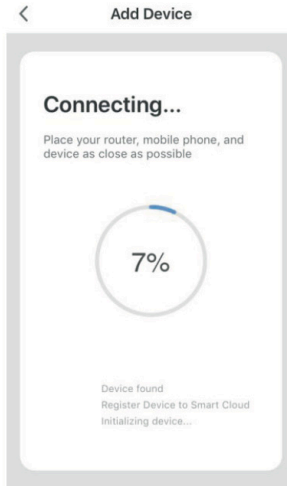 Add Device
Connecting...
Place your router, mobile phone, and
device as close as possible
7%
Device found
Register Device to Smart Cloud
Initializing device...